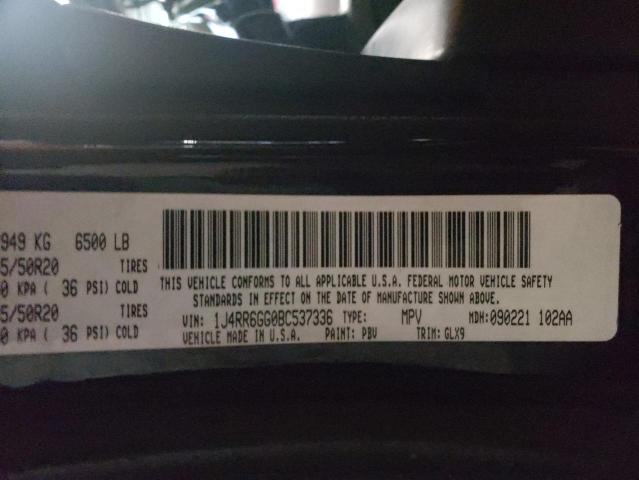 949 KG 6500 LB
5/50R20 TIRES
0 KPA ( 36 PSI) COLD
5/50R20 TIRES
0 KPA ( 36 PSI) COLD
THIS VEHICLE CONFORMS TO ALL APPLICABLE U.S.A. FEDERAL MOTOR VEHICLE SAFETY
STANDARDS IN EFFECT ON THE DATE OF MANUFACTURE SHOWN ABOVE.
VIN: 1J4RR6GG0BC537336 TYPE: MPV MDH:090221 102AA
VEHICLE MADE IN U.S.A. PAINT: PBV TRIM: GLX9